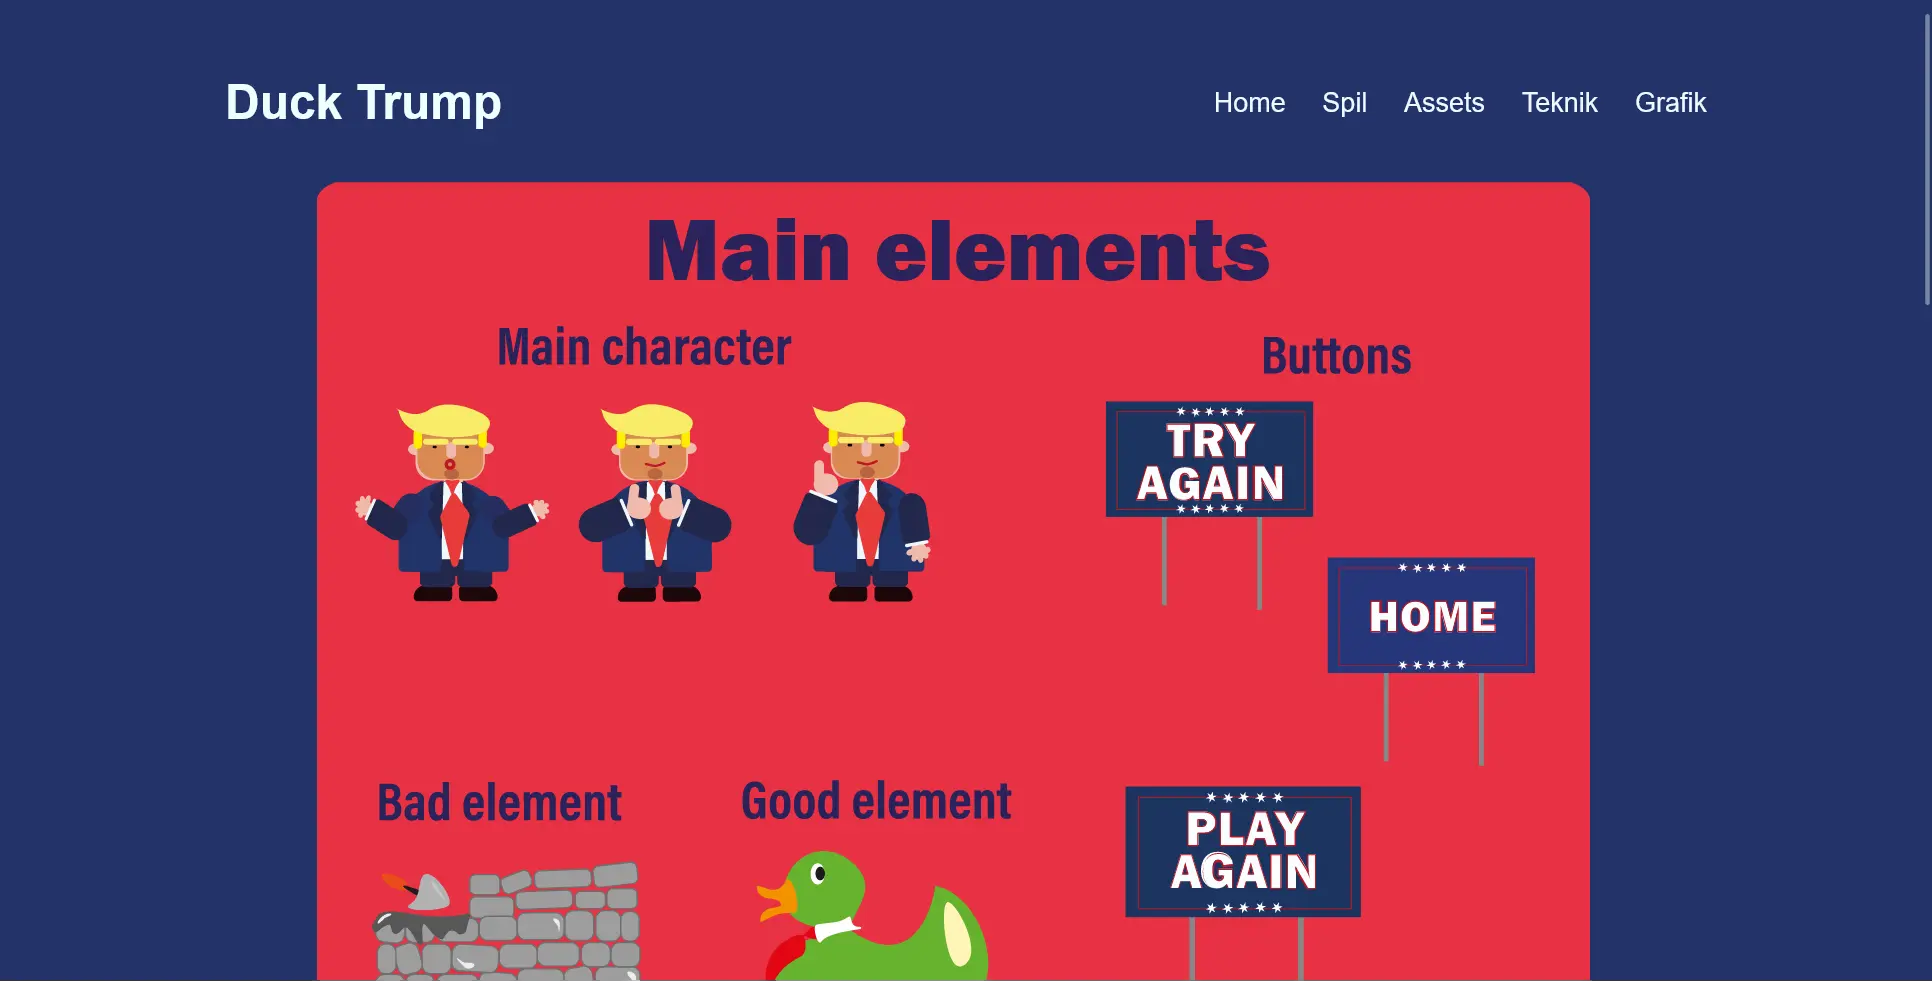 Duck Trump
Home Spil Assets Teknik Grafik
Main elements
Main character
Buttons
TRY
AGAIN
HOME
Bad element
Good element
PLAY
AGAIN